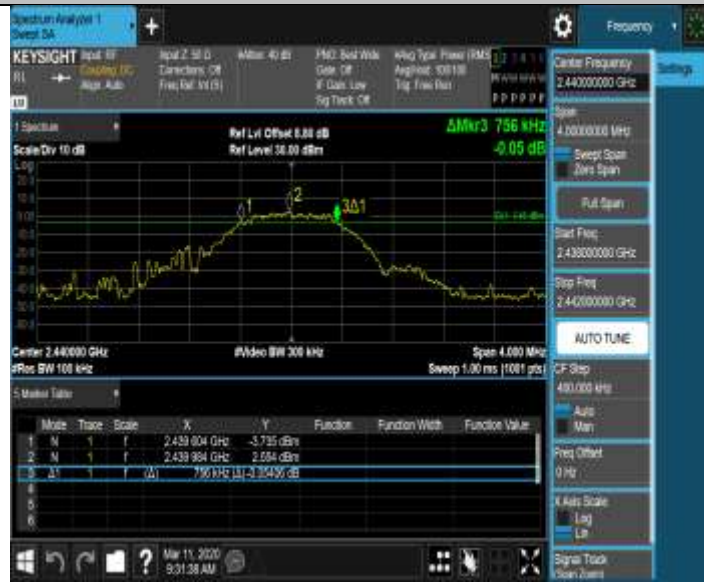 Spectrum Analyzer 1
Swept SA
+
Frequency
KEYSIGHT Input: RF
RL
Coupling: DC
Align: Auto
Input Z: 50 Ω
Corrections: Off
Freq Ref: Int (S)
#Atten: 40 dB
PNO: Best Wide
Gate: Off
IF Gain: Low
Sig Track: Off
#Avg Type: Power (RMS)
Avg|Hold: 100/100
Trig: Free Run
P P P P P P
1 Spectrum
Scale/Div 10 dB
Ref Lvl Offset 8.80 dB
Ref Level 30.00 dBm
ΔMkr3 756 kHz
-0.05 dB
Log
1
2
3Δ1
Center 2.440000 GHz
#Video BW 300 kHz
Span 4.000 MHz
#Res BW 100 kHz
Sweep 1.00 ms (1001 pts)
5 Marker Table
Mode Trace Scale X Y Function Function Width Function Value
1 N 1 f 2.439 604 GHz -3.735 dBm
2 N 1 f 2.439 984 GHz
3 Δ1 1 f (Δ) 756 kHz (Δ)
4
5
6
Mar 11, 2020
9:31:38 AM
Center Frequency
2.440000000 GHz
Settings
Span
4.00000000 MHz
Swept Span
Zero Span
Full Span
Start Freq
2.438000000 GHz
Stop Freq
2.442000000 GHz
AUTO TUNE
CF Step
400.000 kHz
Auto
Man
Freq Offset
0 Hz
X Axis Scale
Log
Lin
Signal Track
(Span Zoom)